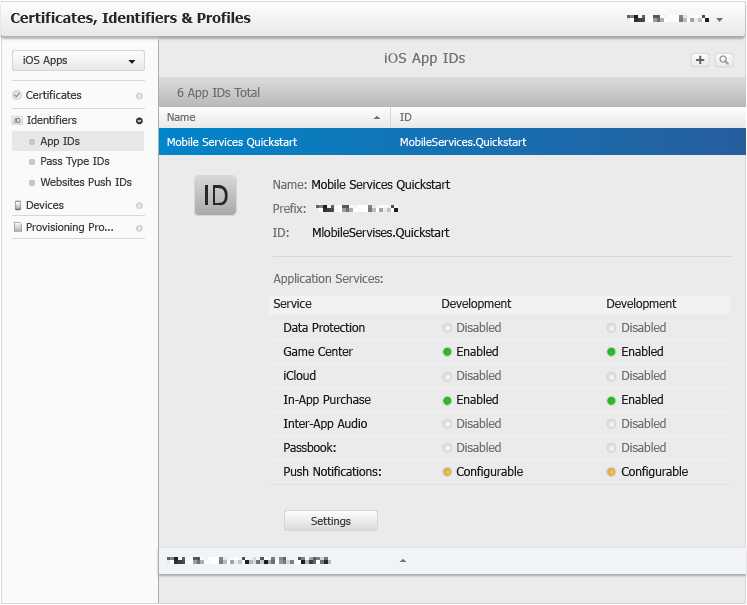 Certificates, Identifiers & Profiles
iOS Apps
iOS App IDs
6 App IDs Total
Name ID
Mobile Services Quickstart MobileServices.Quickstart
Certificates
ID Identifiers
App IDs
Pass Type IDs
Websites Push IDs
Devices
Provisioning Pro...
ID
Name: Mobile Services Quickstart
Prefix:
ID: MlobileServises.Quickstart
Application Services:
Service Development Development
Data Protection Disabled Disabled
Game Center Enabled Enabled
iCloud Disabled Disabled
In-App Purchase Enabled Enabled
Inter-App Audio Disabled Disabled
Passbook: Disabled Disabled
Push Notifications: Configurable Configurable
Settings